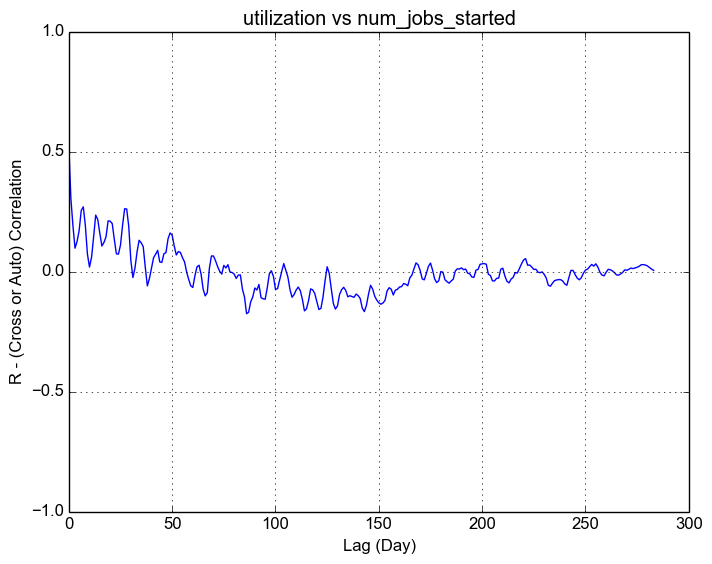 utilization vs num_jobs_started
1.0
0.5
0.0
−0.5
−1.0
R - (Cross or Auto) Correlation
0 50 100 150 200 250 300
Lag (Day)